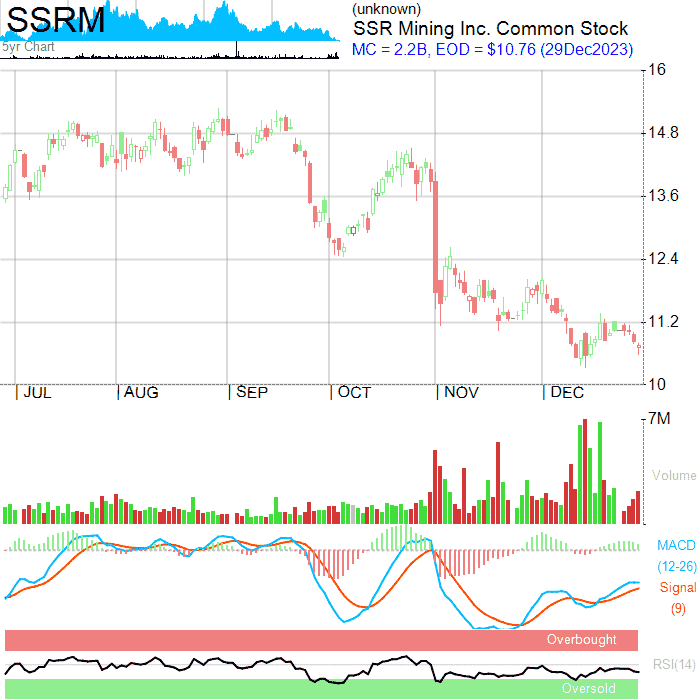 SSRM
5yr Chart
(unknown)
SSR Mining Inc. Common Stock
MC = 2.2B, EOD = $10.76 (29Dec2023)
16
14.8
13.6
12.4
11.2
10
JUL
AUG
SEP
OCT
NOV
DEC
7M
Volume
MACD
(12-26)
Signal
(9)
Overbought
RSI(14)
Oversold